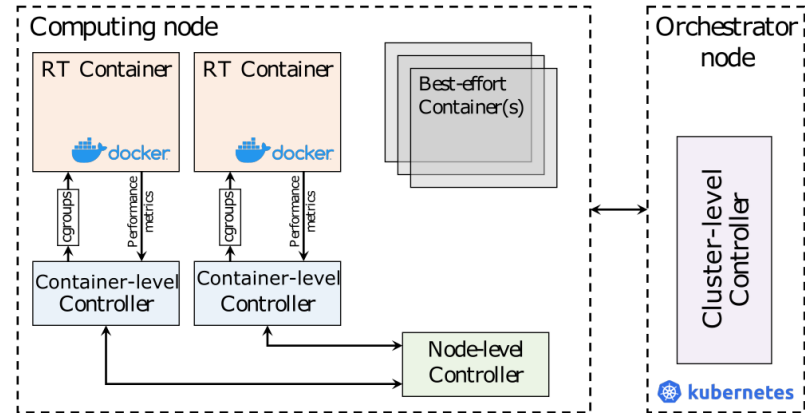 Computing node
RT Container
docker
cgroups
Performance
metrics
Container-level
Controller
RT Container
docker
cgroups
Performance
metrics
Container-level
Controller
Best-effort
Container(s)
Node-level
Controller
Orchestrator
node
Cluster-level
Controller
kubernetes